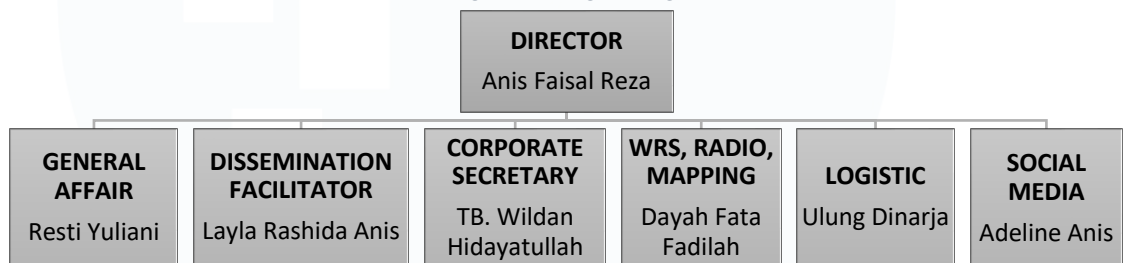 DIRECTOR
Anis Faisal Reza
GENERAL
AFFAIR
Resti Yuliani
DISSEMINATION
FACILITATOR
Layla Rashida Anis
CORPORATE
SECRETARY
TB. Wildan
Hidayatullah
WRS, RADIO,
MAPPING
Dayah Fata
Fadilah
LOGISTIC
Ulung Dinarja
SOCIAL
MEDIA
Adeline Anis